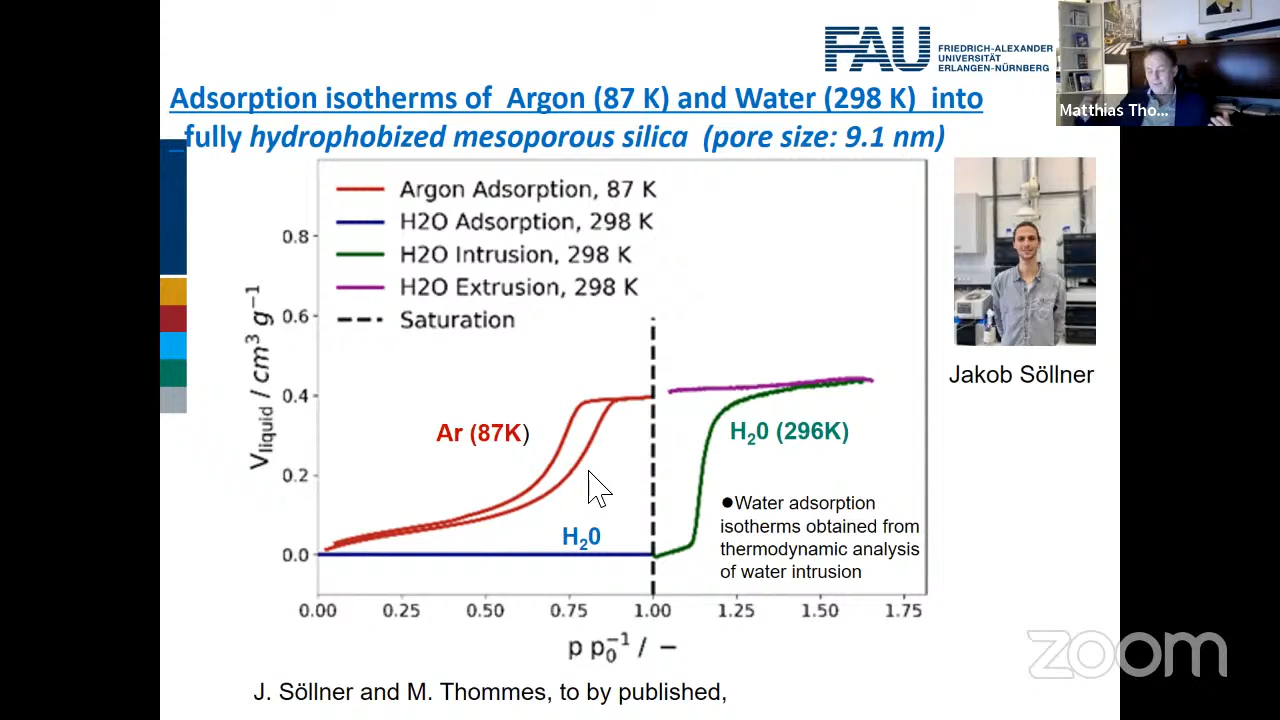 FAU FRIEDRICH-ALEXANDER
UNIVERSITÄT
ERLANGEN-NÜRNBERG
Matthias Tho...
Adsorption isotherms of Argon (87 K) and Water (298 K) into
fully hydrophobized mesoporous silica (pore size: 9.1 nm)
Argon Adsorption, 87 K
H2O Adsorption, 298 K
H2O Intrusion, 298 K
H2O Extrusion, 298 K
Saturation
0.8
0.6
0.4
0.2
0.0
V_liquid / cm³ g⁻¹
Ar (87K)
H₂0 (296K)
H₂0
●Water adsorption
isotherms obtained from
thermodynamic analysis
of water intrusion
0.00 0.25 0.50 0.75 1.00 1.25 1.50 1.75
p p₀⁻¹ / −
Jakob Söllner
J. Söllner and M. Thommes, to by published,
zoom